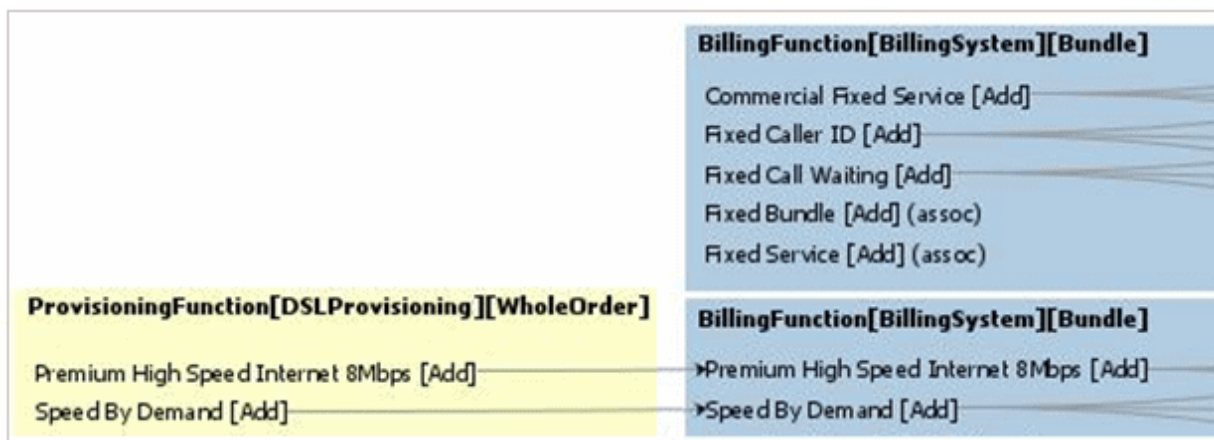 BillingFunction[BillingSystem][Bundle]
Commercial Fixed Service [Add]
Fixed Caller ID [Add]
Fixed Call Waiting [Add]
Fixed Bundle [Add] (assoc)
Fixed Service [Add] (assoc)
ProvisioningFunction[DSLProvisioning][WholeOrder]
Premium High Speed Internet 8Mbps [Add]
Speed By Demand [Add]
BillingFunction[BillingSystem][Bundle]
Premium High Speed Internet 8Mbps [Add]
Speed By Demand [Add]